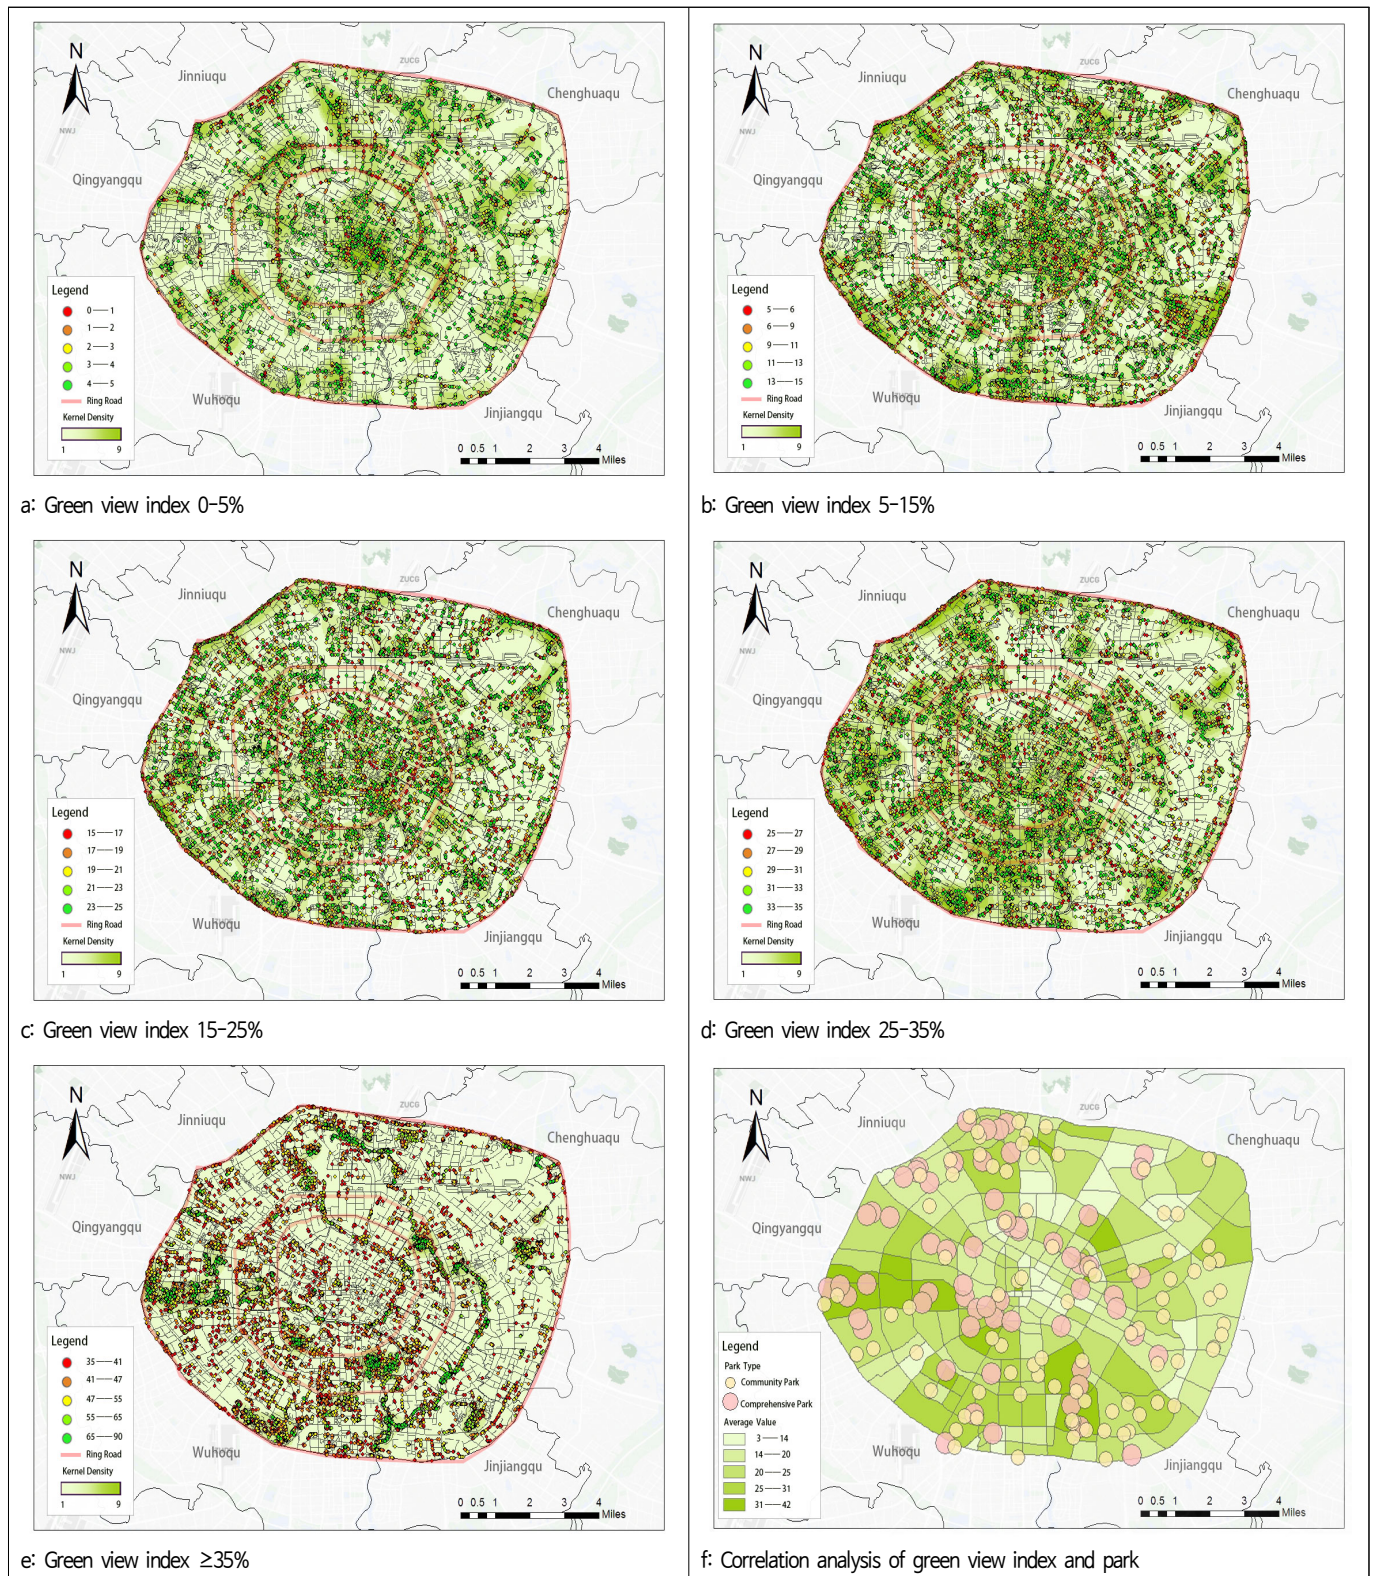 N
ZUCG
Jinniuqu
Chenghuaqu
NWJ
Qingyangqu
Legend
0——1
1——2
2——3
3——4
4——5
Ring Road
Kernel Density
1 9
Wuhoqu
Jinjiangqu
0 0.5 1 2 3 4
Miles
a: Green view index 0-5%
N
ZUCG
Jinniuqu
Chenghuaqu
NWJ
Qingyangqu
Legend
5——6
6——9
9——11
11——13
13——15
Ring Road
Kernel Density
1 9
Wuhoqu
Jinjiangqu
0 0.5 1 2 3 4
Miles
b: Green view index 5-15%
N
ZUCG
Jinniuqu
Chenghuaqu
NWJ
Qingyangqu
Legend
15——17
17——19
19——21
21——23
23——25
Ring Road
Kernel Density
1 9
Wuhoqu
Jinjiangqu
0 0.5 1 2 3 4
Miles
c: Green view index 15-25%
N
ZUCG
Jinniuqu
Chenghuaqu
NWJ
Qingyangqu
Legend
25——27
27——29
29——31
31——33
33——35
Ring Road
Kernel Density
1 9
Wuhoqu
Jinjiangqu
0 0.5 1 2 3 4
Miles
d: Green view index 25-35%
N
ZUCG
Jinniuqu
Chenghuaqu
NWJ
Qingyangqu
Legend
35——41
41——47
47——55
55——65
65——90
Ring Road
Kernel Density
1 9
Wuhoqu
Jinjiangqu
0 0.5 1 2 3 4
Miles
e: Green view index ≥35%
N
ZUCG
Jinniuqu
Chenghuaqu
NWJ
Qingyangqu
Legend
Park Type
Community Park
Comprehensive Park
Average Value
3——14
14——20
20——25
25——31
31——42
Wuhoqu
Jinjiangqu
0 0.5 1 2 3 4
Miles
f: Correlation analysis of green view index and park